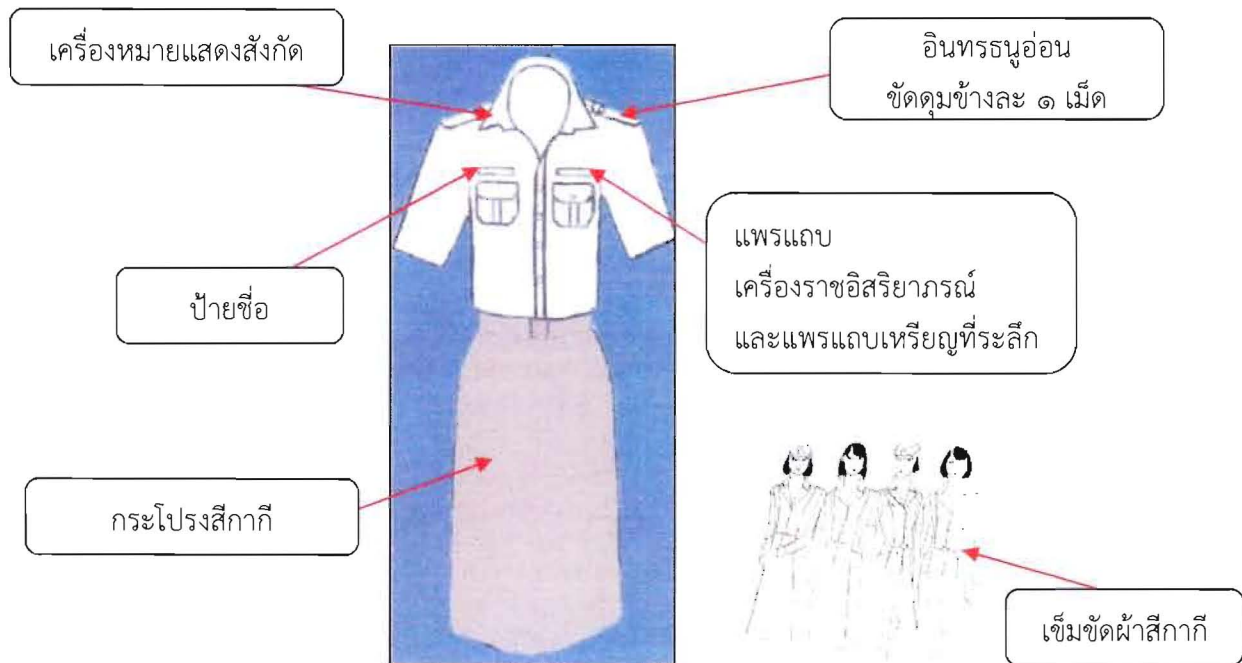 เครื่องหมายแสดงสังกัด
อินทรธนูอ่อน
ขัดดุมข้างละ ๑ เม็ด
แพรแถบ
เครื่องราชอิสริยาภรณ์
และแพรแถบเหรียญที่ระลึก
ป้ายชื่อ
กระโปรงสีกากี
เข็มขัดผ้าสีกากี